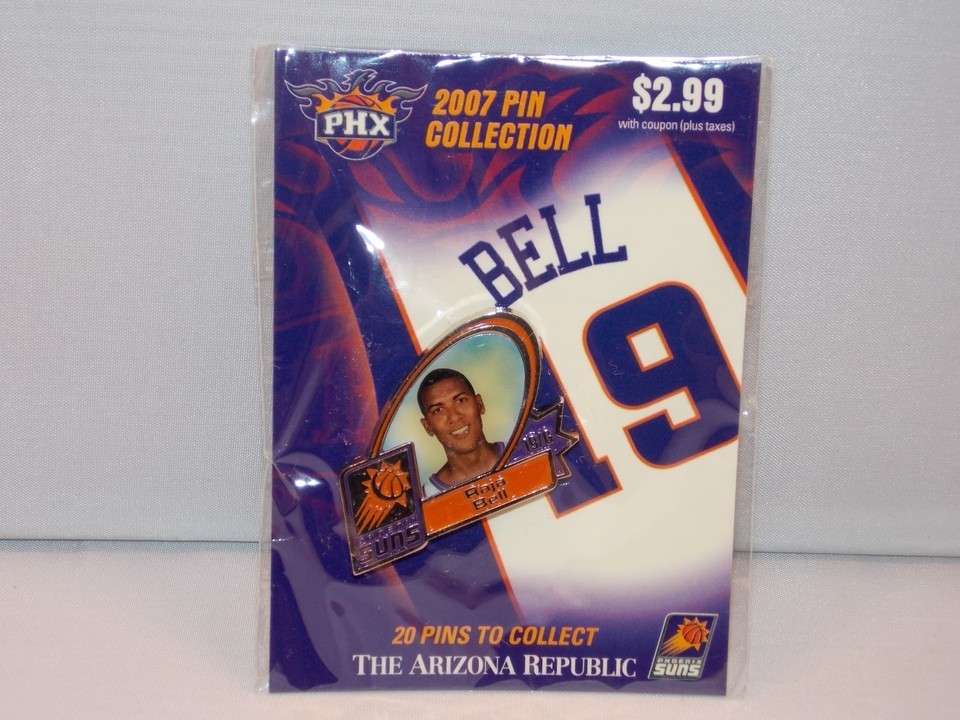 PHX
2007 PIN
COLLECTION
$2.99
with coupon (plus taxes)
BELL
19
Raja
Bell
PHOENIX
SUNS
20 PINS TO COLLECT
THE ARIZONA REPUBLIC
PHOENIX
SUNS